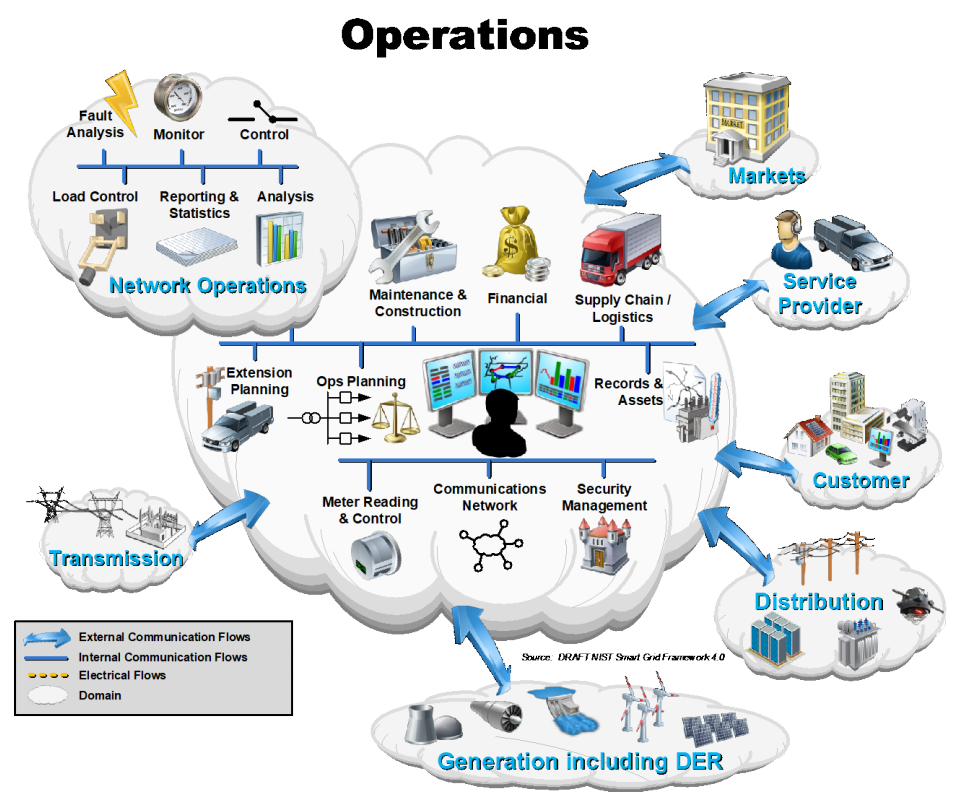 Operations
Fault
Analysis
Monitor
Control
Load Control
Reporting &
Statistics
Analysis
Network Operations
MARKET
Markets
Service
Provider
Maintenance &
Construction
$
Financial
Supply Chain /
Logistics
Extension
Planning
Ops Planning
Records &
Assets
Customer
Meter Reading
& Control
Communications
Network
Security
Management
Transmission
Distribution
External Communication Flows
Internal Communication Flows
Electrical Flows
Domain
Source: DRAFT NIST Smart Grid Framework 4.0
Generation including DER